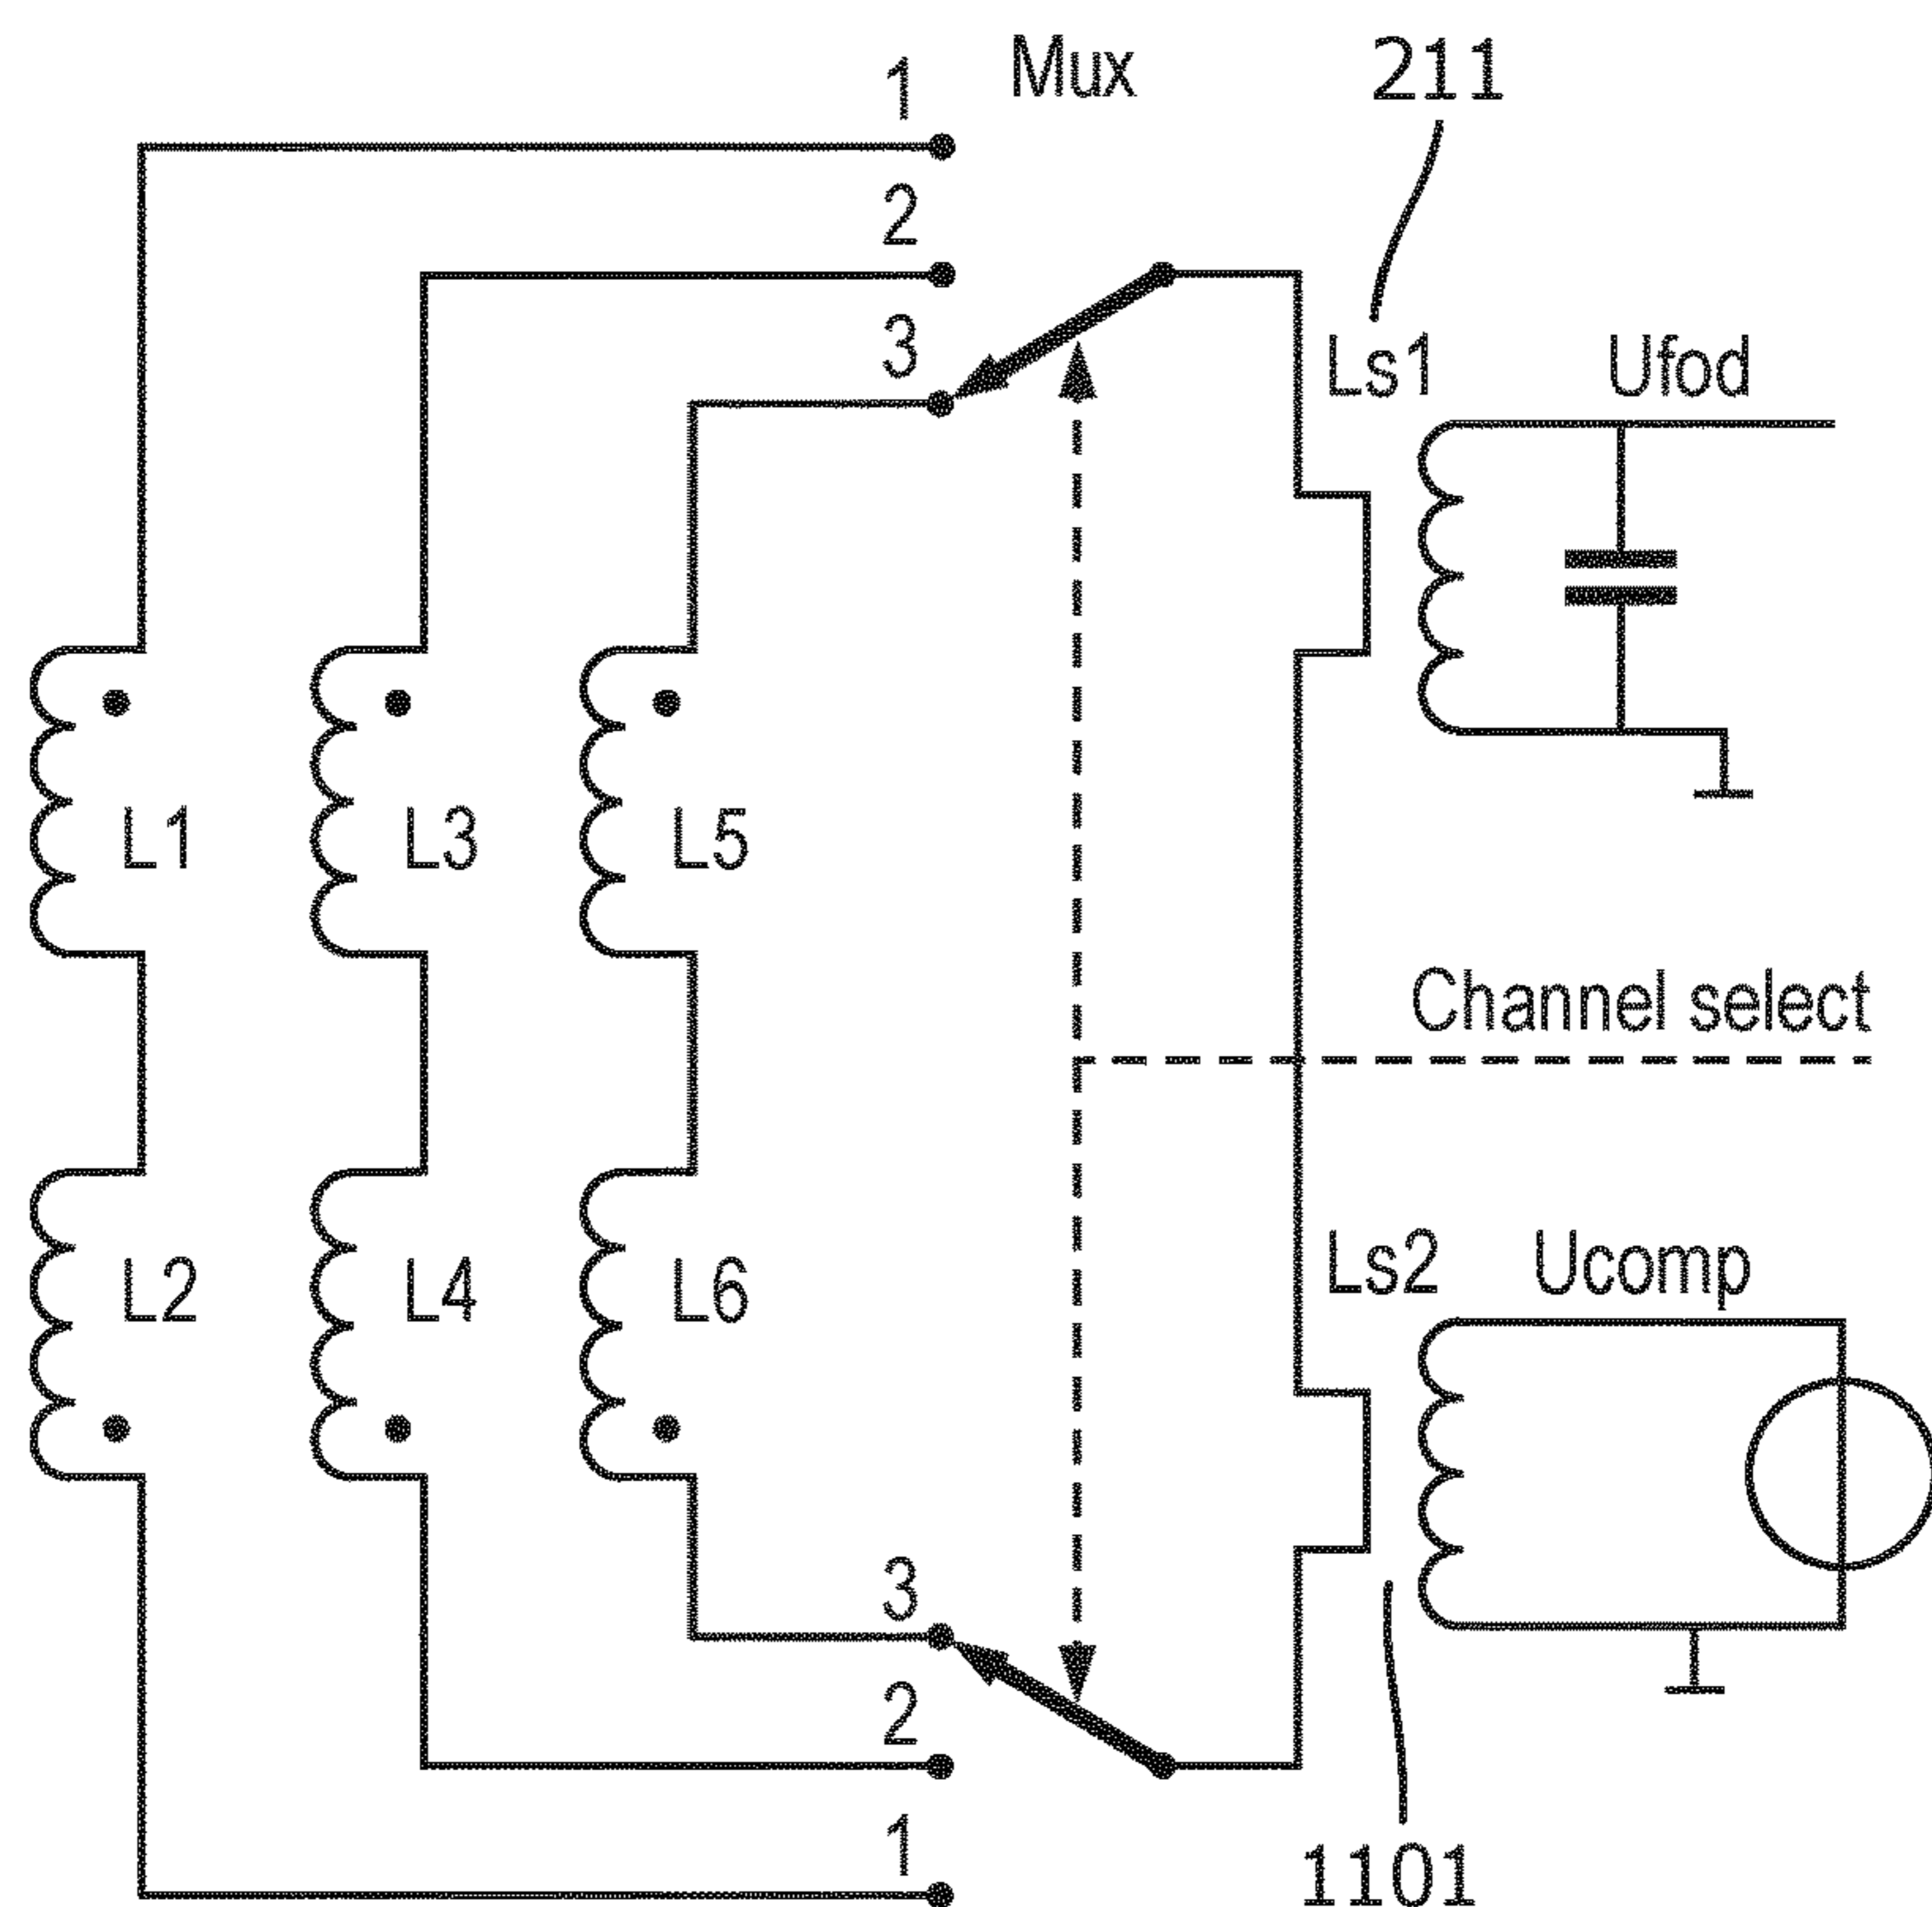 1
Mux
211
2
3
Ls1
Ufod
L1
L3
L5
Channel select
L2
L4
L6
Ls2
Ucomp
3
2
1
1101